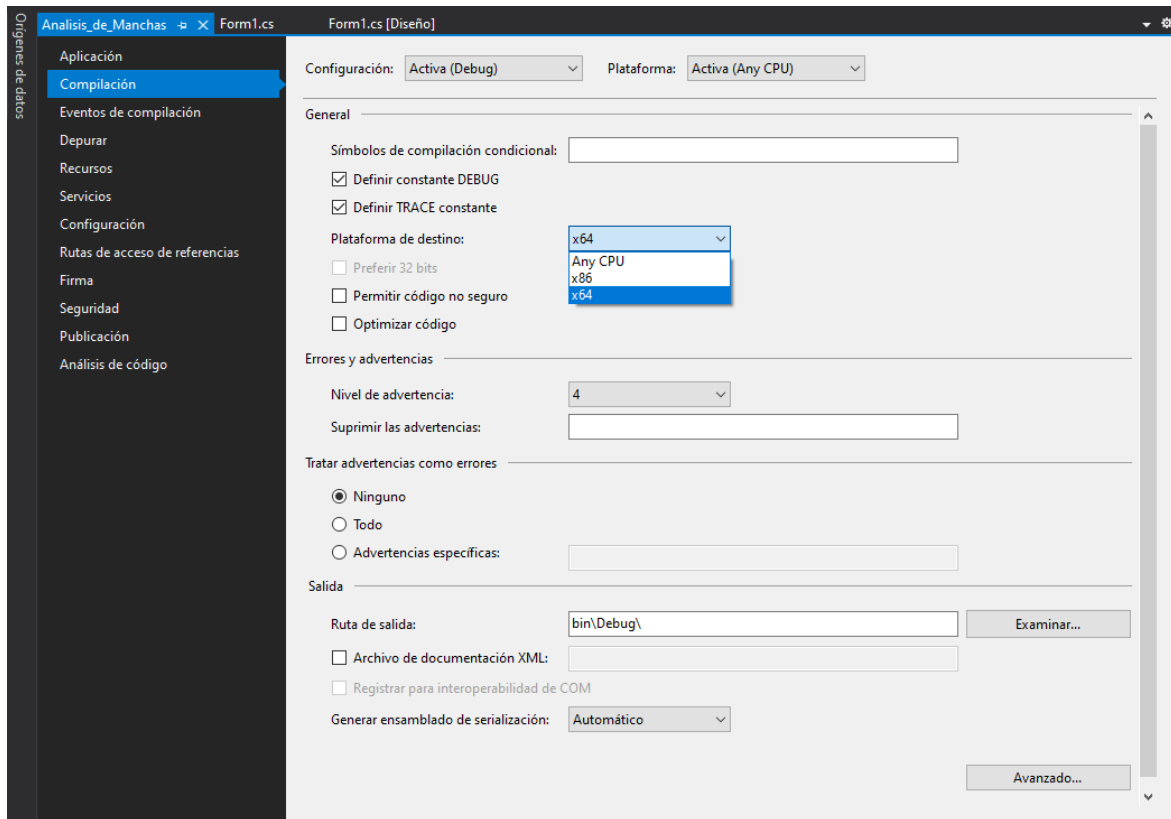 Orígenes de datos
Analisis_de_Manchas Form1.cs Form1.cs [Diseño]
Aplicación
Compilación
Eventos de compilación
Depurar
Recursos
Servicios
Configuración
Rutas de acceso de referencias
Firma
Seguridad
Publicación
Análisis de código
Configuración: Activa (Debug) Plataforma: Activa (Any CPU)
General
Símbolos de compilación condicional:
Definir constante DEBUG
Definir TRACE constante
Plataforma de destino: x64
Any CPU
x86
x64
Preferir 32 bits
Permitir código no seguro
Optimizar código
Errores y advertencias
Nivel de advertencia: 4
Suprimir las advertencias:
Tratar advertencias como errores
Ninguno
Todo
Advertencias específicas:
Salida
Ruta de salida: bin\Debug\ Examinar...
Archivo de documentación XML:
Registrar para interoperabilidad de COM
Generar ensamblado de serialización: Automático
Avanzado...